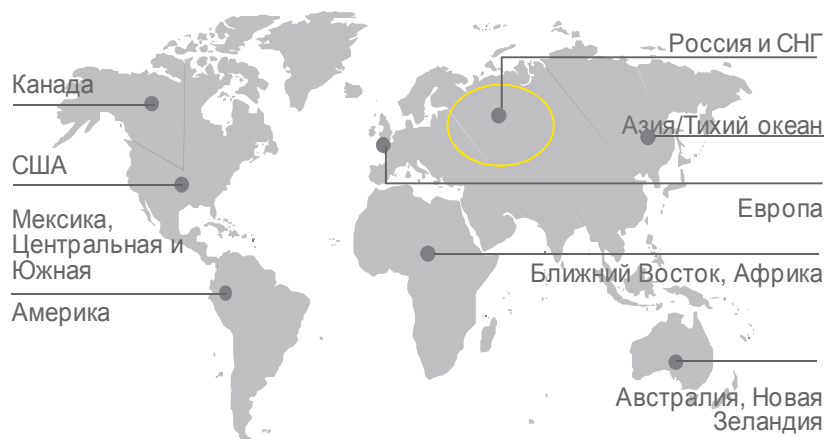 Канада
США
Мексика,
Центральная и
Южная
Америка
Россия и СНГ
Азия/Тихий океан
Европа
Ближний Восток, Африка
Австралия, Новая
Зеландия